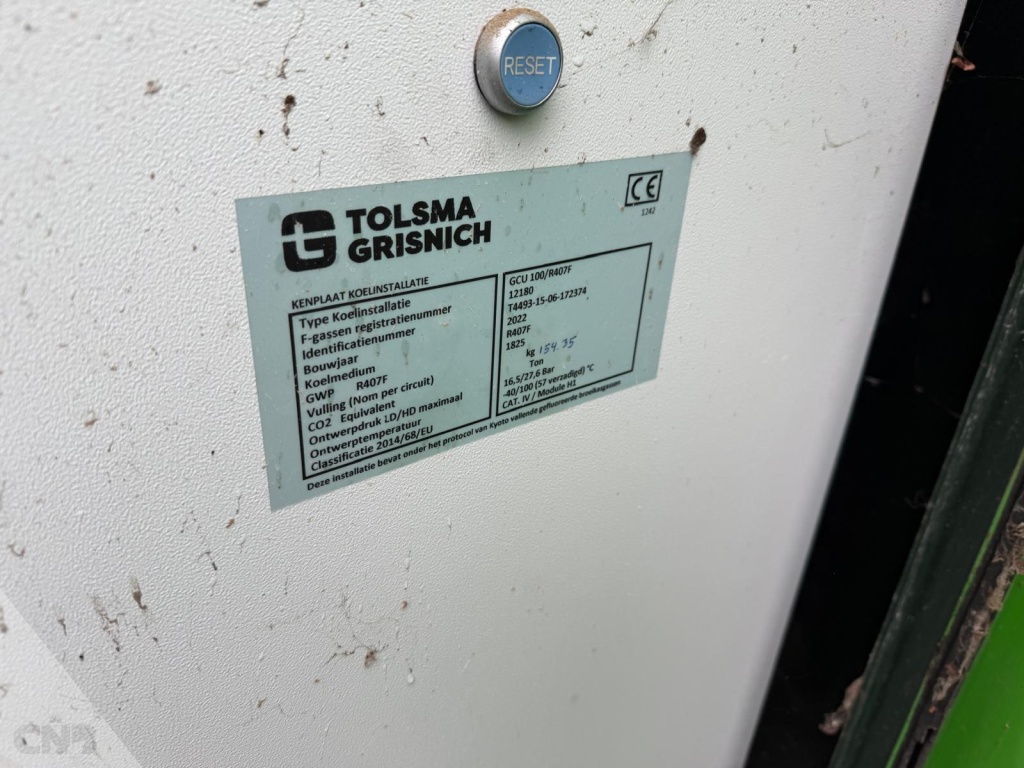 RESET
TOLSMA
GRISNICH
CE
1242
KENPLAAT KOELINSTALLATIE
Type Koelinstallatie
F-gassen registratienummer
Identificatienummer
Bouwjaar
Koelmedium
GWP R407F
Vulling (Nom per circuit)
CO2 Equivalent
Ontwerpdruk LD/HD maximaal
Ontwerptemperatuur
Classificatie 2014/68/EU
GCU 100/R407F
12180
T4493-15-06-172374
2022
R407F
1825
kg 154.35
Ton
16,5/27,6 Bar
-40/100 (57 verzadigd) °C
CAT. IV / Module H1
Deze installatie bevat onder het protocol van Kyoto vallende gefluoreerde broeikasgassen